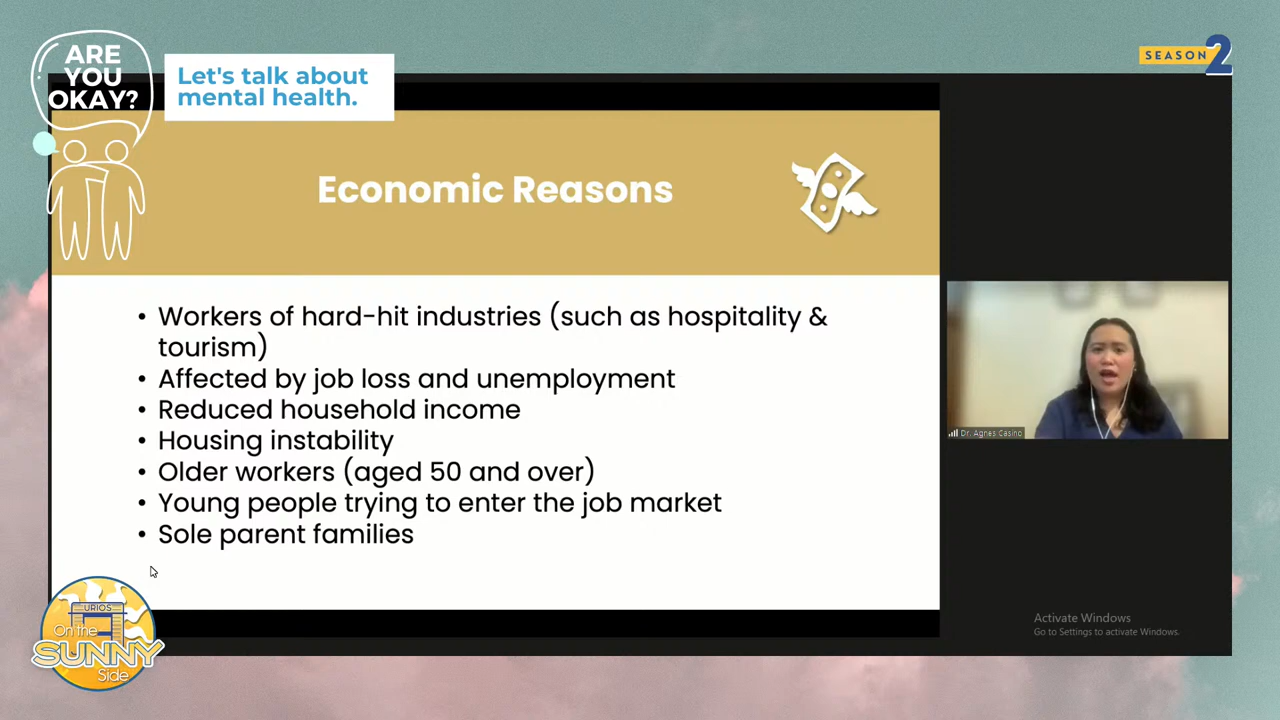 ARE
YOU
OKAY?
Let's talk about
mental health.
SEASON 2
Economic Reasons
• Workers of hard-hit industries (such as hospitality &
tourism)
• Affected by job loss and unemployment
• Reduced household income
• Housing instability
• Older workers (aged 50 and over)
• Young people trying to enter the job market
• Sole parent families
Dr. Agnes Casino
URIOS
On the
SUNNY
Side
Activate Windows
Go to Settings to activate Windows.